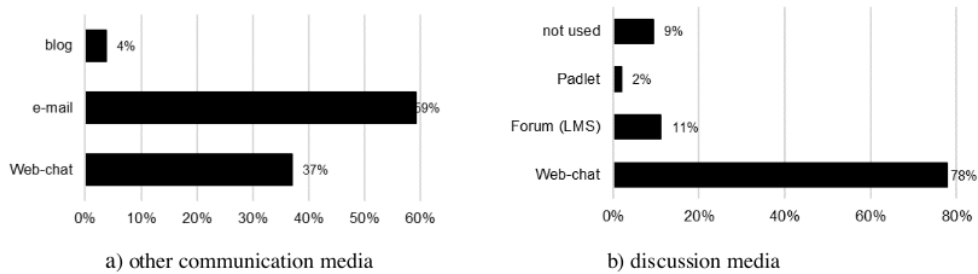 blog 4%
e-mail 59%
Web-chat 37%
0% 10% 20% 30% 40% 50% 60%
a) other communication media
not used 9%
Padlet 2%
Forum (LMS) 11%
Web-chat 78%
0% 20% 40% 60% 80%
b) discussion media